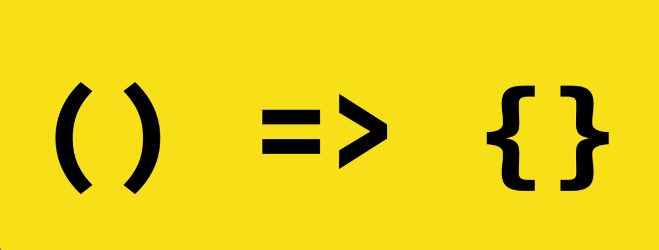 () => {}